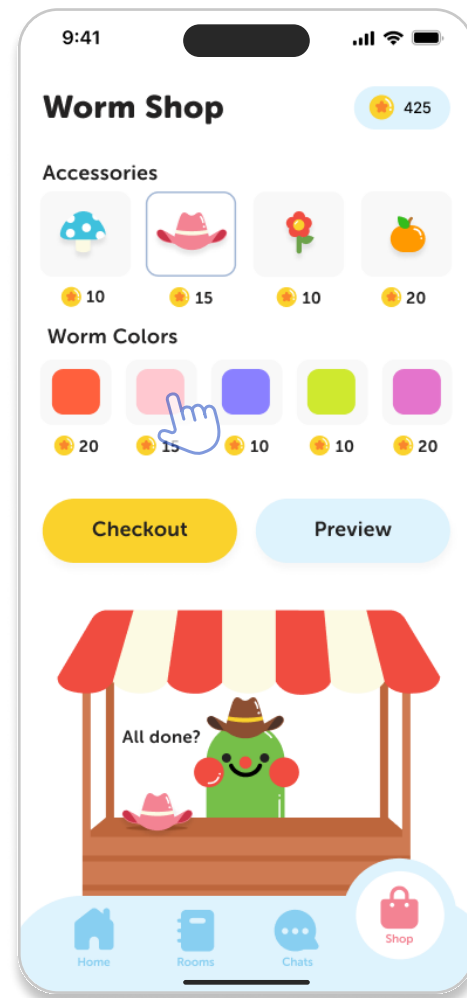 9:41
Worm Shop
425
Accessories
10 15 10 20
Worm Colors
20 15 10 10 20
Checkout Preview
All done?
Home Rooms Chats Shop